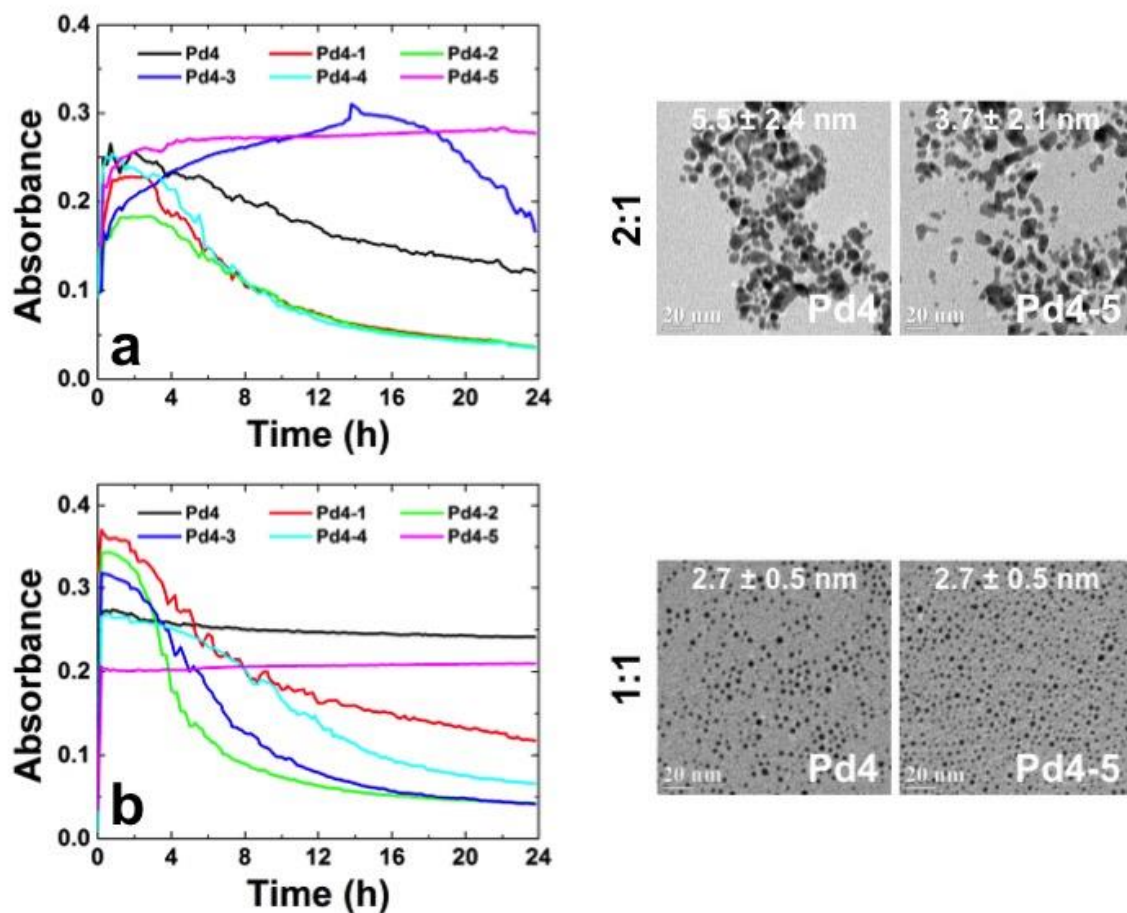 0.4
Pd4 Pd4-1 Pd4-2
Pd4-3 Pd4-4 Pd4-5
0.3
0.2
0.1
0.0
Absorbance
a
0 4 8 12 16 20 24
Time (h)
2:1
5.5 ± 2.4 nm
20 nm
Pd4
3.7 ± 2.1 nm
20 nm
Pd4-5
0.4
Pd4 Pd4-1 Pd4-2
Pd4-3 Pd4-4 Pd4-5
0.3
0.2
0.1
0.0
Absorbance
b
0 4 8 12 16 20 24
Time (h)
1:1
2.7 ± 0.5 nm
20 nm
Pd4
2.7 ± 0.5 nm
20 nm
Pd4-5